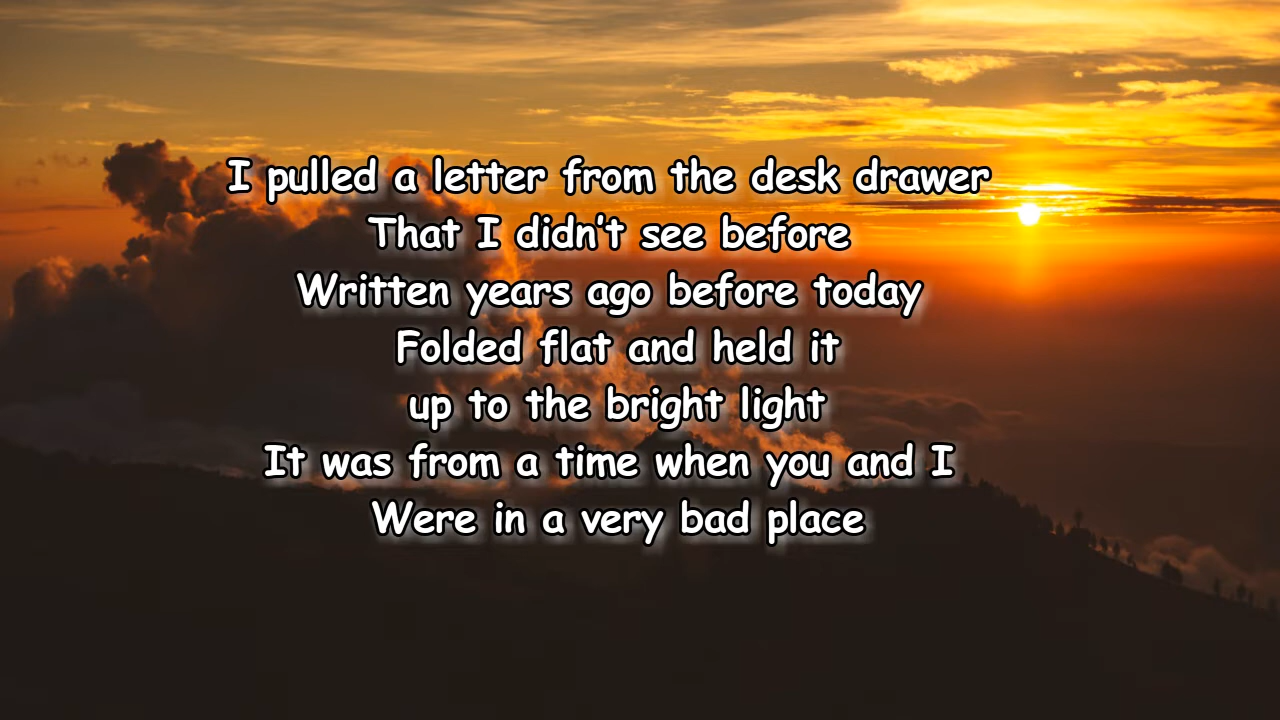 I pulled a letter from the desk drawer
That I didn't see before
Written years ago before today
Folded flat and held it
up to the bright light
It was from a time when you and I
Were in a very bad place